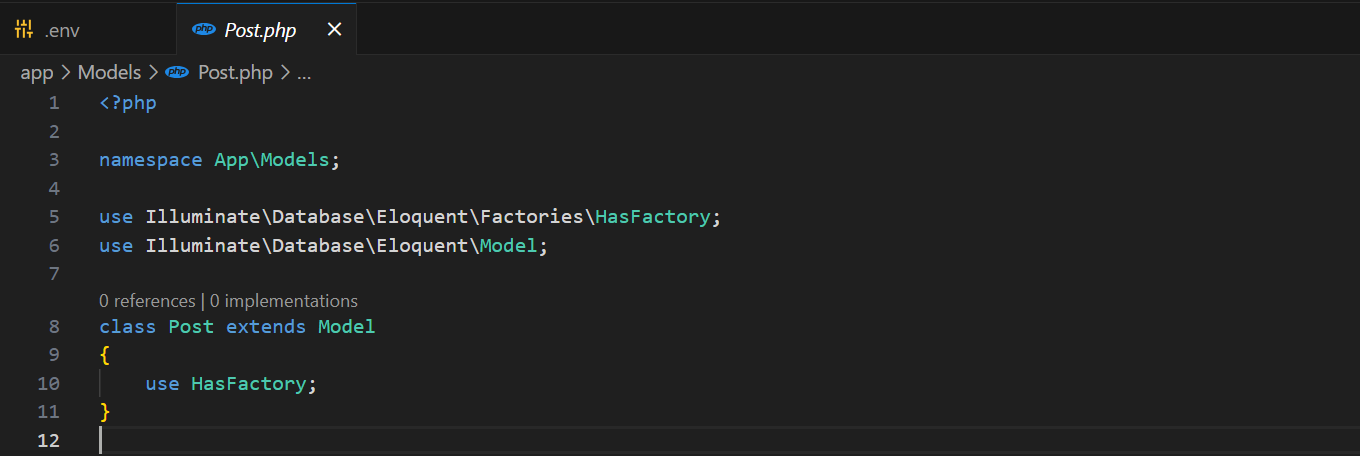 .env
Post.php
app > Models > Post.php > ...
1 <?php
2
3 namespace App\Models;
4
5 use Illuminate\Database\Eloquent\Factories\HasFactory;
6 use Illuminate\Database\Eloquent\Model;
7
0 references | 0 implementations
8 class Post extends Model
9 {
10     use HasFactory;
11 }
12